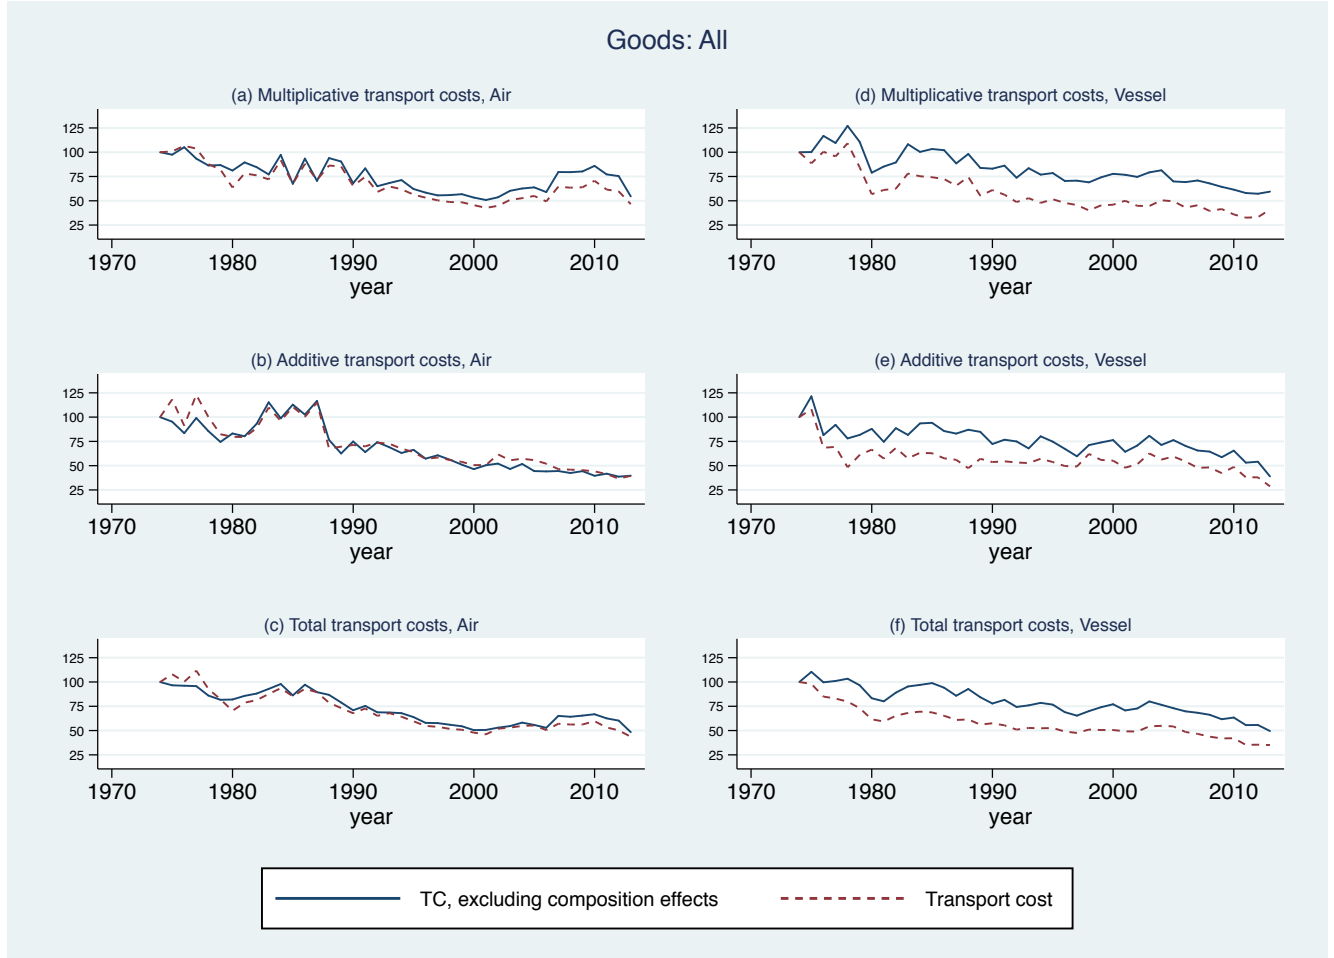 Goods: All
(a) Multiplicative transport costs, Air
125
100
75
50
25
1970 1980 1990 2000 2010
year
(d) Multiplicative transport costs, Vessel
125
100
75
50
25
1970 1980 1990 2000 2010
year
(b) Additive transport costs, Air
125
100
75
50
25
1970 1980 1990 2000 2010
year
(e) Additive transport costs, Vessel
125
100
75
50
25
1970 1980 1990 2000 2010
year
(c) Total transport costs, Air
125
100
75
50
25
1970 1980 1990 2000 2010
year
(f) Total transport costs, Vessel
125
100
75
50
25
1970 1980 1990 2000 2010
year
TC, excluding composition effects Transport cost